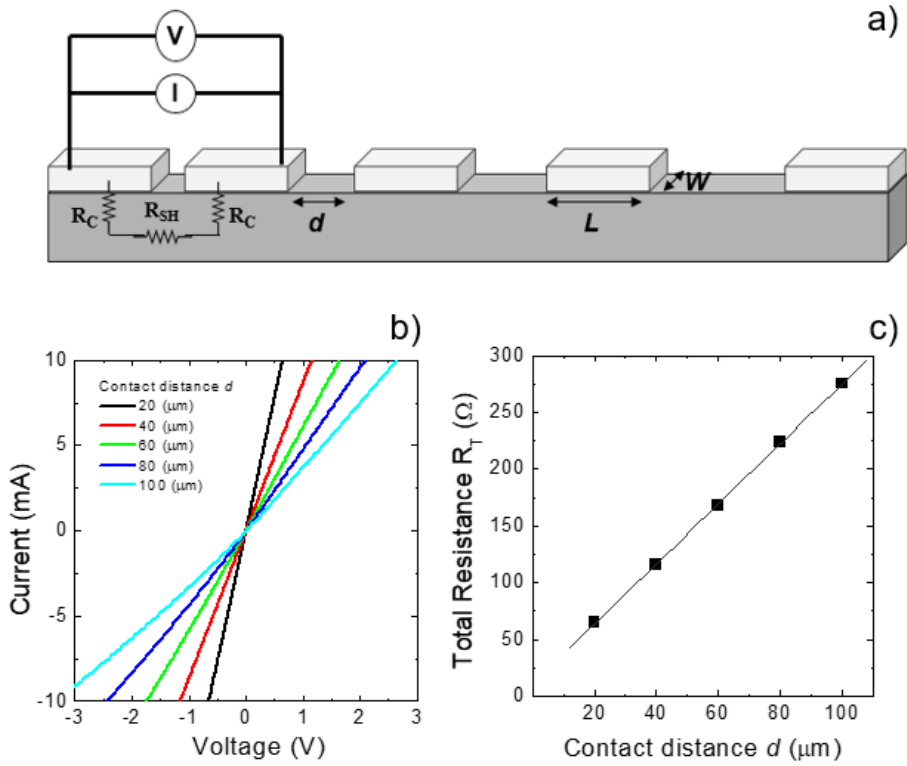 a)
V
I
R_C
R_SH
R_C
d
L
W
b)
10
5
0
-5
-10
Current (mA)
Contact distance d
20 (μm)
40 (μm)
60 (μm)
80 (μm)
100 (μm)
-3 -2 -1 0 1 2 3
Voltage (V)
c)
300
250
200
150
100
50
0
Total Resistance R_T (Ω)
20 40 60 80 100
Contact distance d (μm)